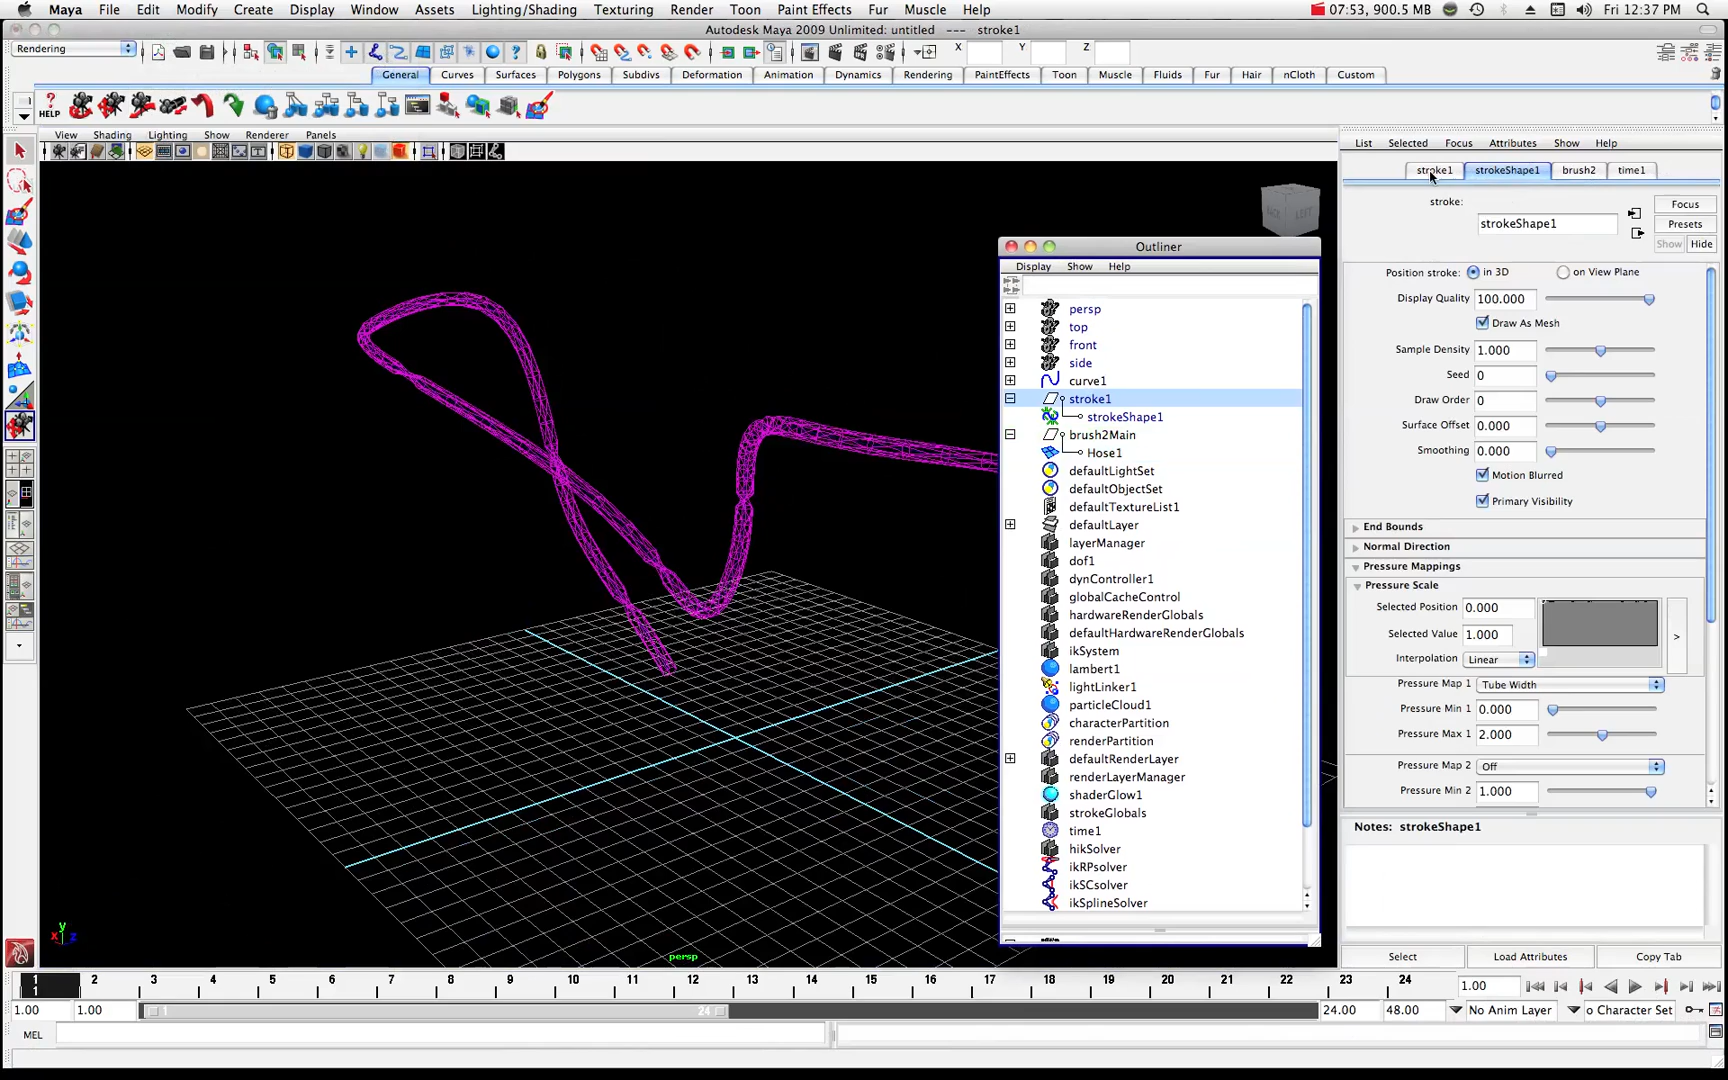 Maya File Edit Modify Create Display Window Assets Lighting/Shading Texturing Render Toon Paint Effects Fur Muscle Help 07:53, 900.5 MB Fri 12:37 PM
Autodesk Maya 2009 Unlimited: untitled --- stroke1
Rendering X Y Z
General Curves Surfaces Polygons Subdivs Deformation Animation Dynamics Rendering PaintEffects Toon Muscle Fluids Fur Hair nCloth Custom
HELP
View Shading Lighting Show Renderer Panels
List Selected Focus Attributes Show Help
stroke1 strokeShape1 brush2 time1
stroke: strokeShape1
Focus
Presets
Show Hide
BACK LEFT
Outliner
Display Show Help
persp
top
front
side
curve1
stroke1
strokeShape1
brush2Main
Hose1
defaultLightSet
defaultObjectSet
defaultTextureList1
defaultLayer
layerManager
dof1
dynController1
globalCacheControl
hardwareRenderGlobals
defaultHardwareRenderGlobals
ikSystem
lambert1
lightLinker1
particleCloud1
characterPartition
renderPartition
defaultRenderLayer
renderLayerManager
shaderGlow1
strokeGlobals
time1
hikSolver
ikRPsolver
ikSCsolver
ikSplineSolver
Position stroke: in 3D on View Plane
Display Quality 100.000
Draw As Mesh
Sample Density 1.000
Seed 0
Draw Order 0
Surface Offset 0.000
Smoothing 0.000
Motion Blurred
Primary Visibility
End Bounds
Normal Direction
Pressure Mappings
Pressure Scale
Selected Position 0.000
Selected Value 1.000
>
Interpolation Linear
Pressure Map 1 Tube Width
Pressure Min 1 0.000
Pressure Max 1 2.000
Pressure Map 2 Off
Pressure Min 2 1.000
Notes: strokeShape1
Select Load Attributes Copy Tab
y
x z
persp
1 2 3 4 5 6 7 8 9 10 11 12 13 14 15 16 17 18 19 20 21 22 23 24
1 1.00
1.00 1.00 1 24 24.00 48.00 No Anim Layer o Character Set
MEL